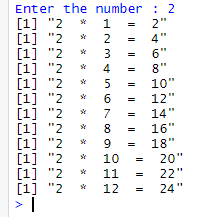 Enter the number : 2
[1] "2  *  1  =  2"
[1] "2  *  2  =  4"
[1] "2  *  3  =  6"
[1] "2  *  4  =  8"
[1] "2  *  5  =  10"
[1] "2  *  6  =  12"
[1] "2  *  7  =  14"
[1] "2  *  8  =  16"
[1] "2  *  9  =  18"
[1] "2  *  10  =  20"
[1] "2  *  11  =  22"
[1] "2  *  12  =  24"
>